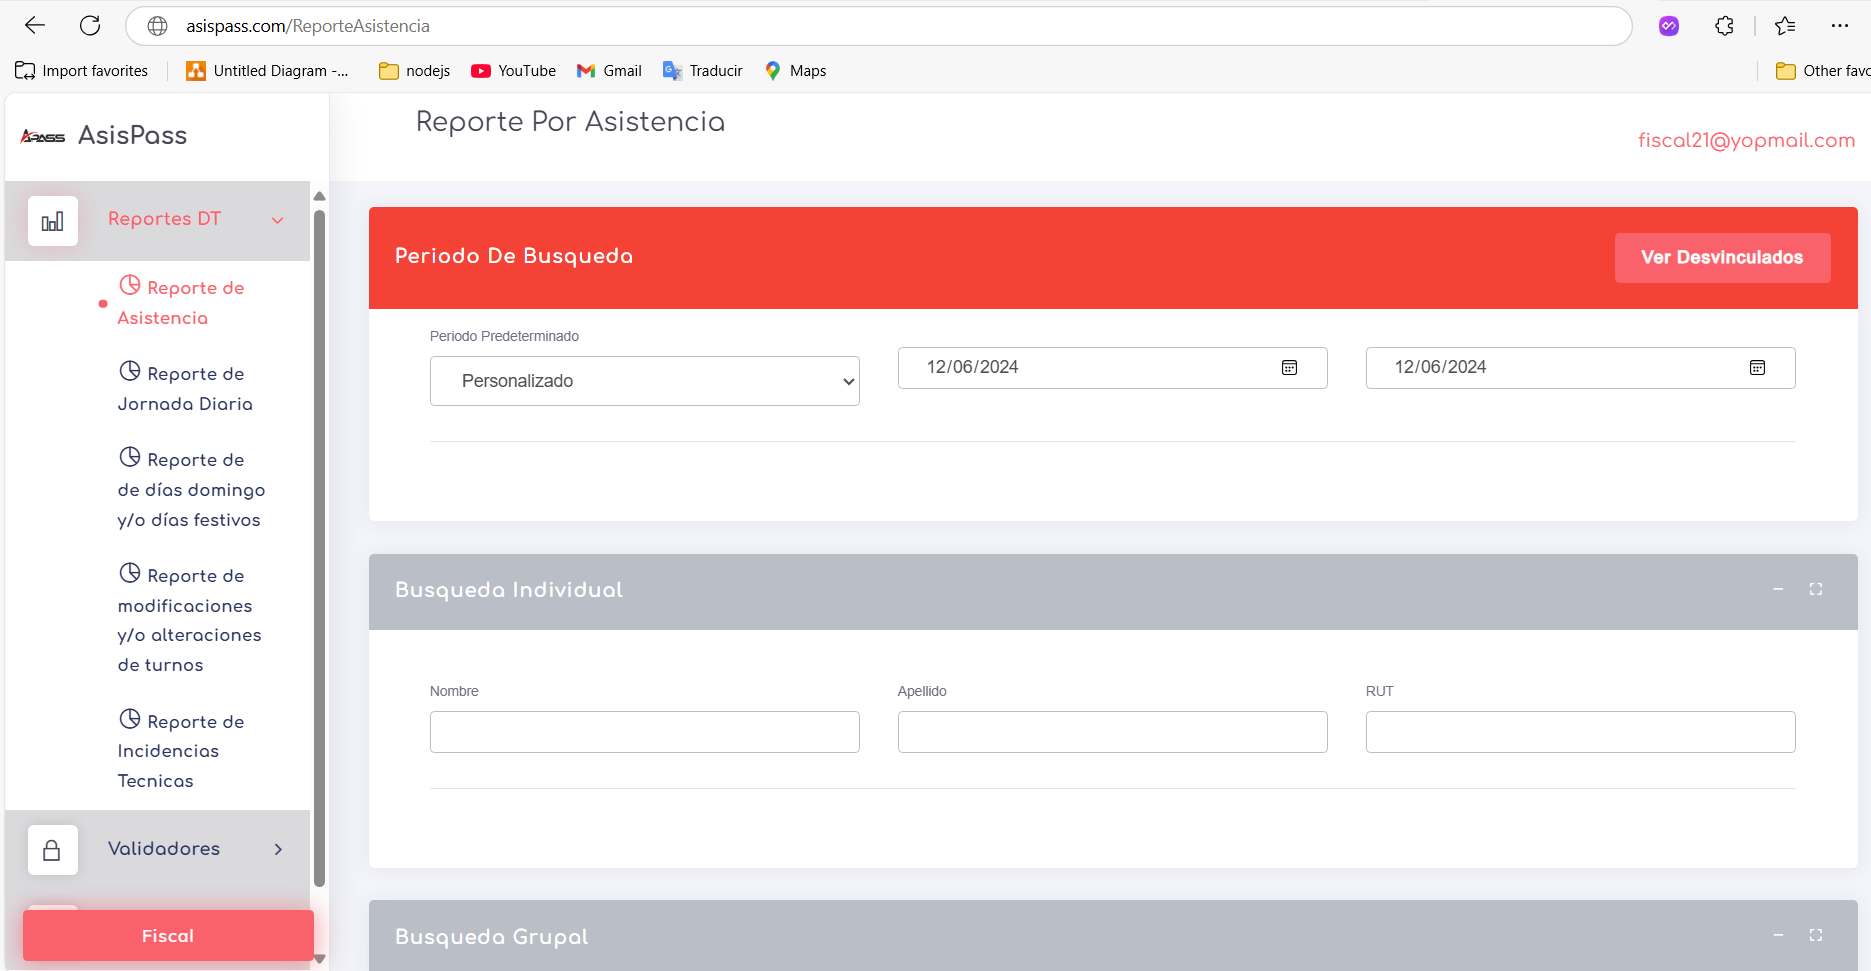 asispass.com/ReporteAsistencia
Import favorites
Untitled Diagram -...
nodejs
YouTube
Gmail
Traducir
Maps
Other favo
APASS
AsisPass
Reporte Por Asistencia
fiscal21@yopmail.com
Reportes DT
Reporte de
Asistencia
Reporte de
Jornada Diaria
Reporte de
de días domingo
y/o días festivos
Reporte de
modificaciones
y/o alteraciones
de turnos
Reporte de
Incidencias
Tecnicas
Validadores
Fiscal
Periodo De Busqueda
Ver Desvinculados
Periodo Predeterminado
Personalizado
12/06/2024
12/06/2024
Busqueda Individual
Nombre
Apellido
RUT
Busqueda Grupal